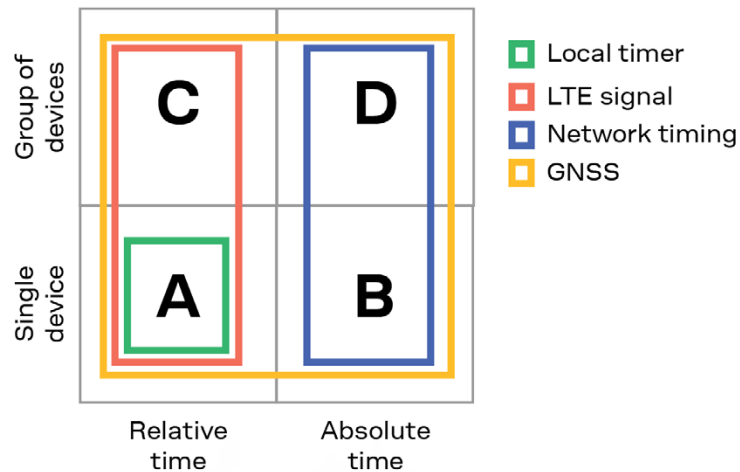 Group of
devices
C
D
Local timer
LTE signal
Network timing
GNSS
Single
device
A
B
Relative
time
Absolute
time